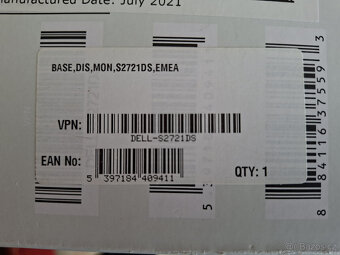 Manufactured Date: July 2021
BASE,DIS,MON,S2721DS,EMEA
VPN:
DELL-S2721DS
EAN No:
5 397184 409411
QTY: 1
8 84116 37559 3